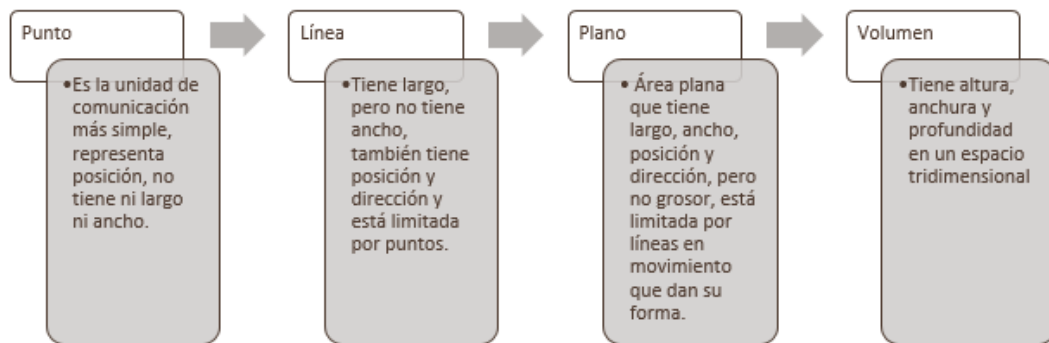 Punto
•Es la unidad de
comunicación
más simple,
representa
posición, no
tiene ni largo
ni ancho.
Línea
•Tiene largo,
pero no tiene
ancho,
también tiene
posición y
dirección y
está limitada
por puntos.
Plano
• Área plana
que tiene
largo, ancho,
posición y
dirección, pero
no grosor, está
limitada por
líneas en
movimiento
que dan su
forma.
Volumen
•Tiene altura,
anchura y
profundidad
en un espacio
tridimensional